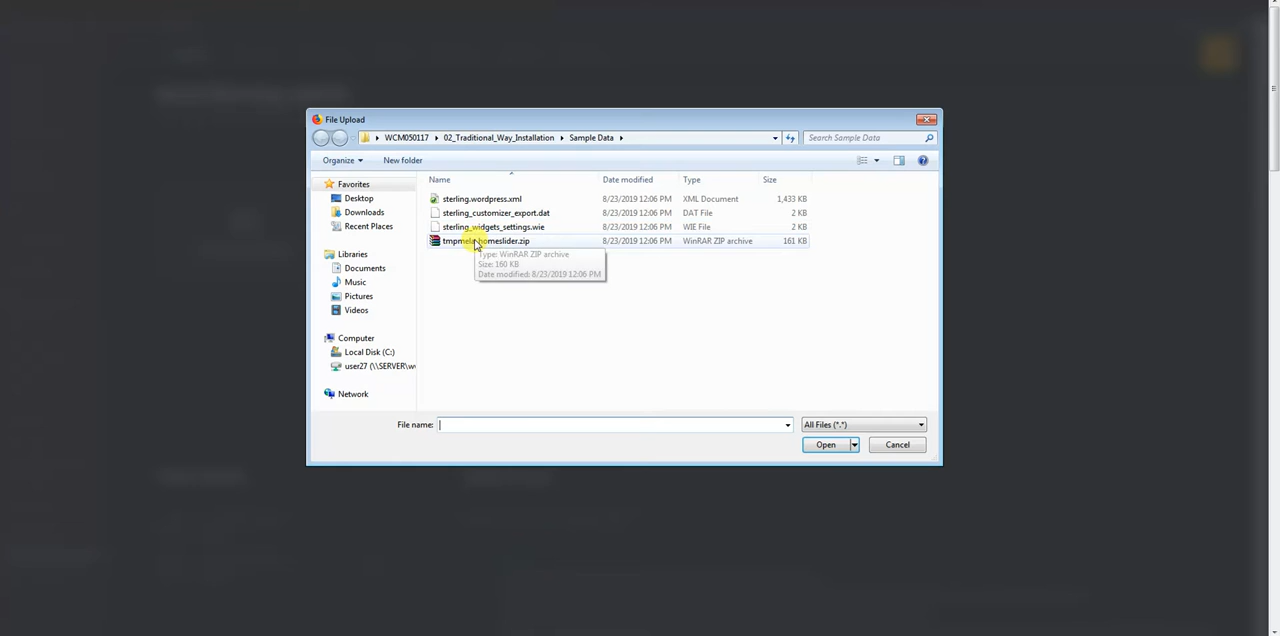 File Upload
WCM050117 02_Traditional_Way_Installation Sample Data Search Sample Data
Organize New folder
Name Date modified Type Size
Favorites
Desktop
Downloads
Recent Places
Libraries
Documents
Music
Pictures
Videos
Computer
Local Disk (C:)
user27 (\\SERVER\w
Network
sterling.wordpress.xml 8/23/2019 12:06 PM XML Document 1,433 KB
sterling_customizer_export.dat 8/23/2019 12:06 PM DAT File 2 KB
sterling_widgets_settings.wie 8/23/2019 12:06 PM WIE File 2 KB
tmpmela_homeslider.zip 8/23/2019 12:06 PM WinRAR ZIP archive 161 KB
Type: WinRAR ZIP archive
Size: 160 KB
Date modified: 8/23/2019 12:06 PM
File name: All Files (*.*)
Open Cancel